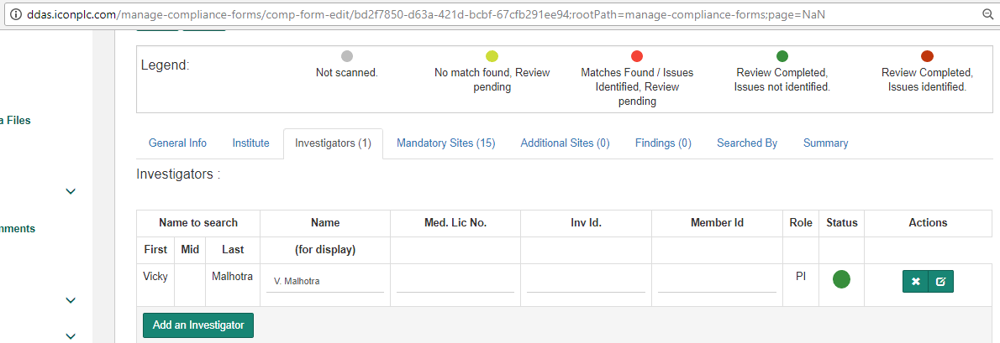 ddas.iconplc.com/manage-compliance-forms/comp-form-edit/bd2f7850-d63a-421d-bcbf-67cfb291ee94;rootPath=manage-compliance-forms;page=NaN
Legend:
Not scanned.
No match found, Review
pending
Matches Found / Issues
Identified, Review
pending
Review Completed,
Issues not identified.
Review Completed,
Issues identified.
a Files
General Info Institute Investigators (1) Mandatory Sites (15) Additional Sites (0) Findings (0) Searched By Summary
Investigators :
Name to search Name Med. Lic No. Inv Id. Member Id Role Status Actions
mments
First Mid Last (for display)
Vicky Malhotra V. Malhotra PI
Add an Investigator